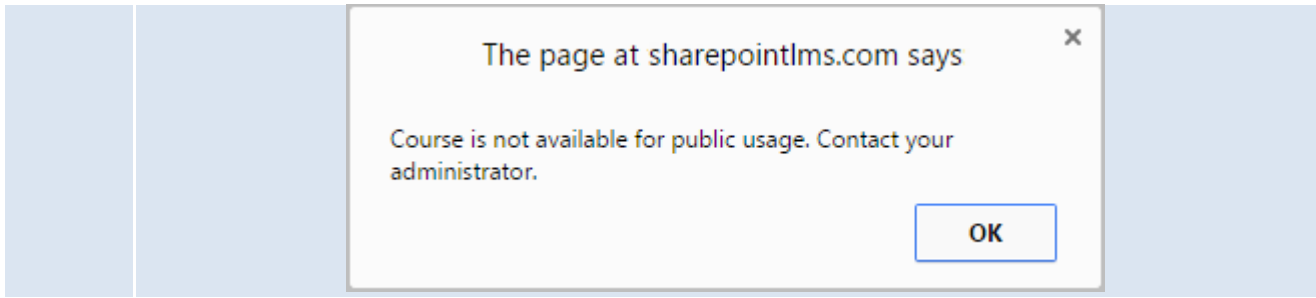 The page at sharepointlms.com says
Course is not available for public usage. Contact your
administrator.
OK